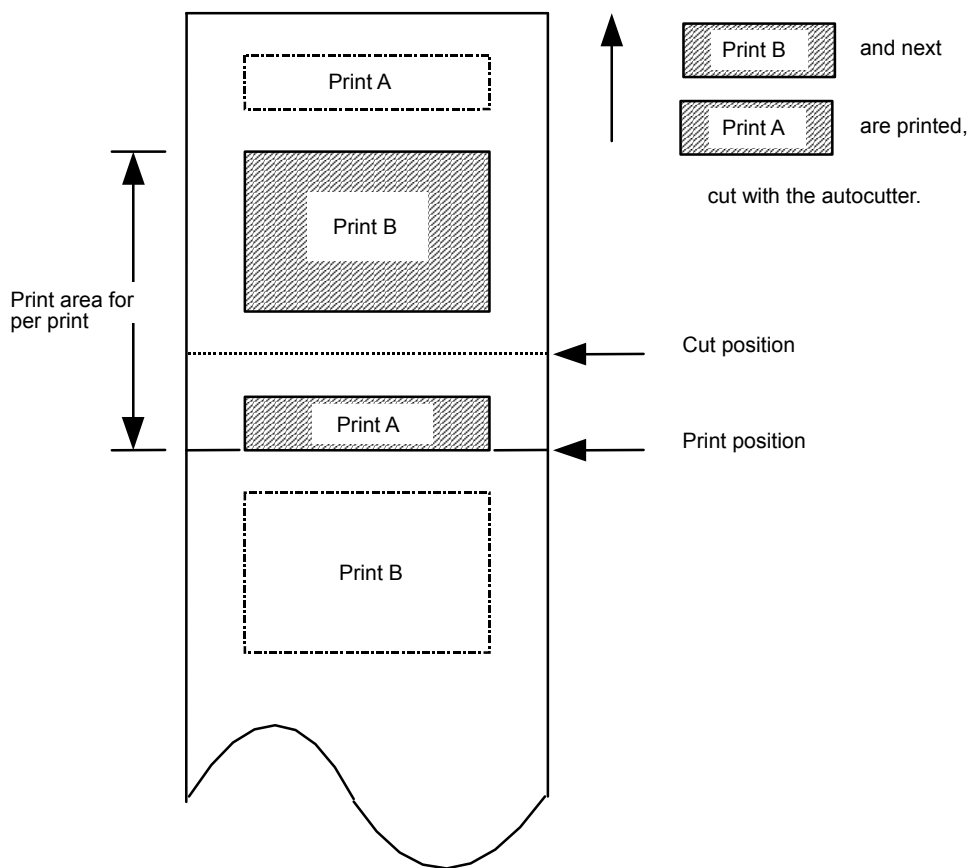 Print A
Print B
and next
Print A
are printed,
cut with the autocutter.
Print B
Print area for
per print
Cut position
Print A
Print position
Print B